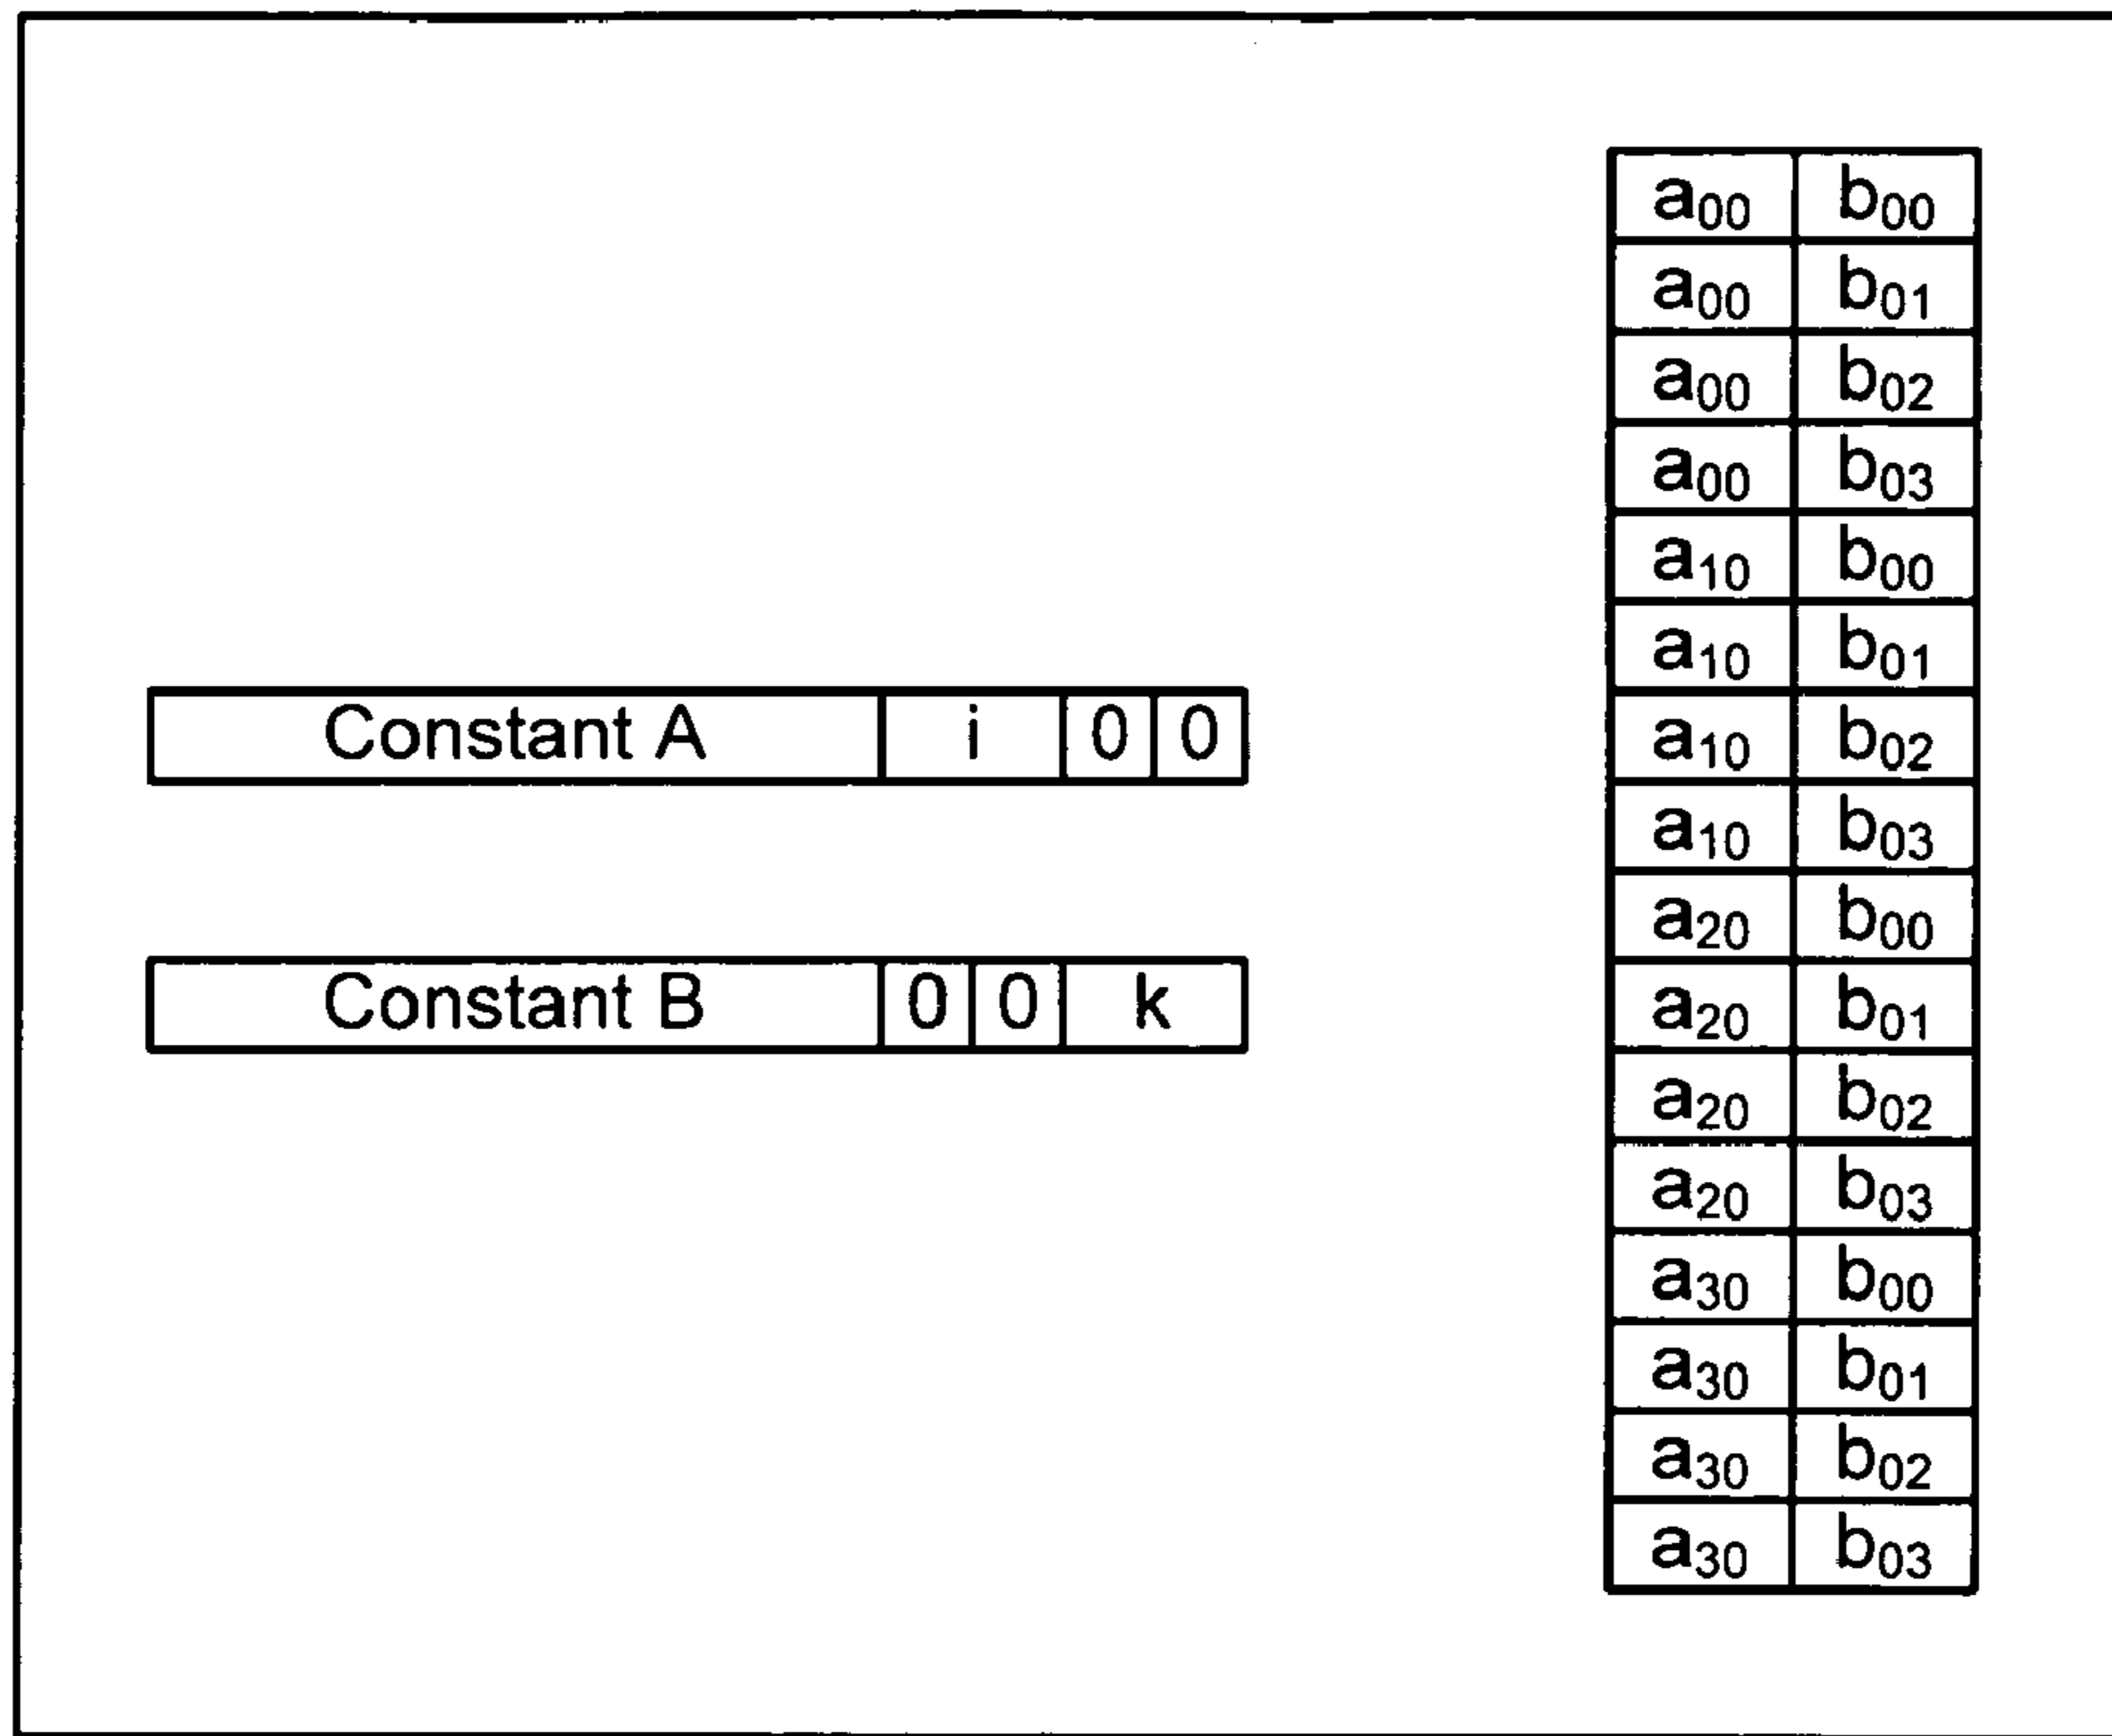 a00 b00
a00 b01
a00 b02
a00 b03
a10 b00
a10 b01
Constant A i 0 0
a10 b02
a10 b03
a20 b00
Constant B 0 0 k
a20 b01
a20 b02
a20 b03
a30 b00
a30 b01
a30 b02
a30 b03